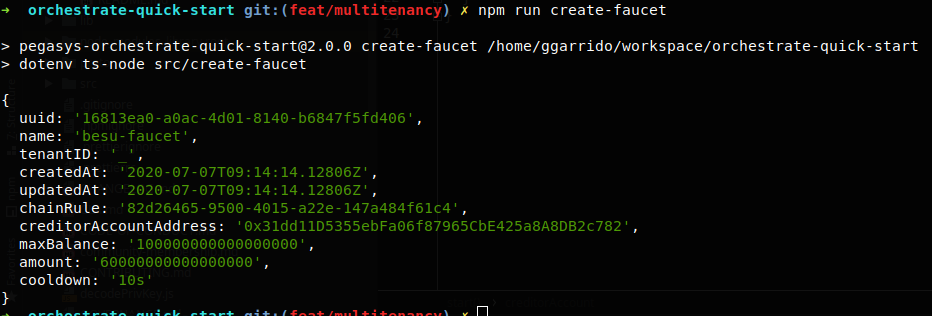 ➜  orchestrate-quick-start git:(feat/multitenancy) ✗ npm run create-faucet
> pegasys-orchestrate-quick-start@2.0.0 create-faucet /home/ggarrido/workspace/orchestrate-quick-start
> dotenv ts-node src/create-faucet
{
  uuid: '16813ea0-a0ac-4d01-8140-b6847f5fd406',
  name: 'besu-faucet',
  tenantID: '_',
  createdAt: '2020-07-07T09:14:14.12806Z',
  updatedAt: '2020-07-07T09:14:14.12806Z',
  chainRule: '82d26465-9500-4015-a22e-147a484f61c4',
  creditorAccountAddress: '0x31dd11D5355ebFa06f87965CbE425a8A8DB2c782',
  maxBalance: '100000000000000000',
  amount: '60000000000000000',
  cooldown: '10s'
}
➜  orchestrate-quick-start git:(feat/multitenancy) ✗